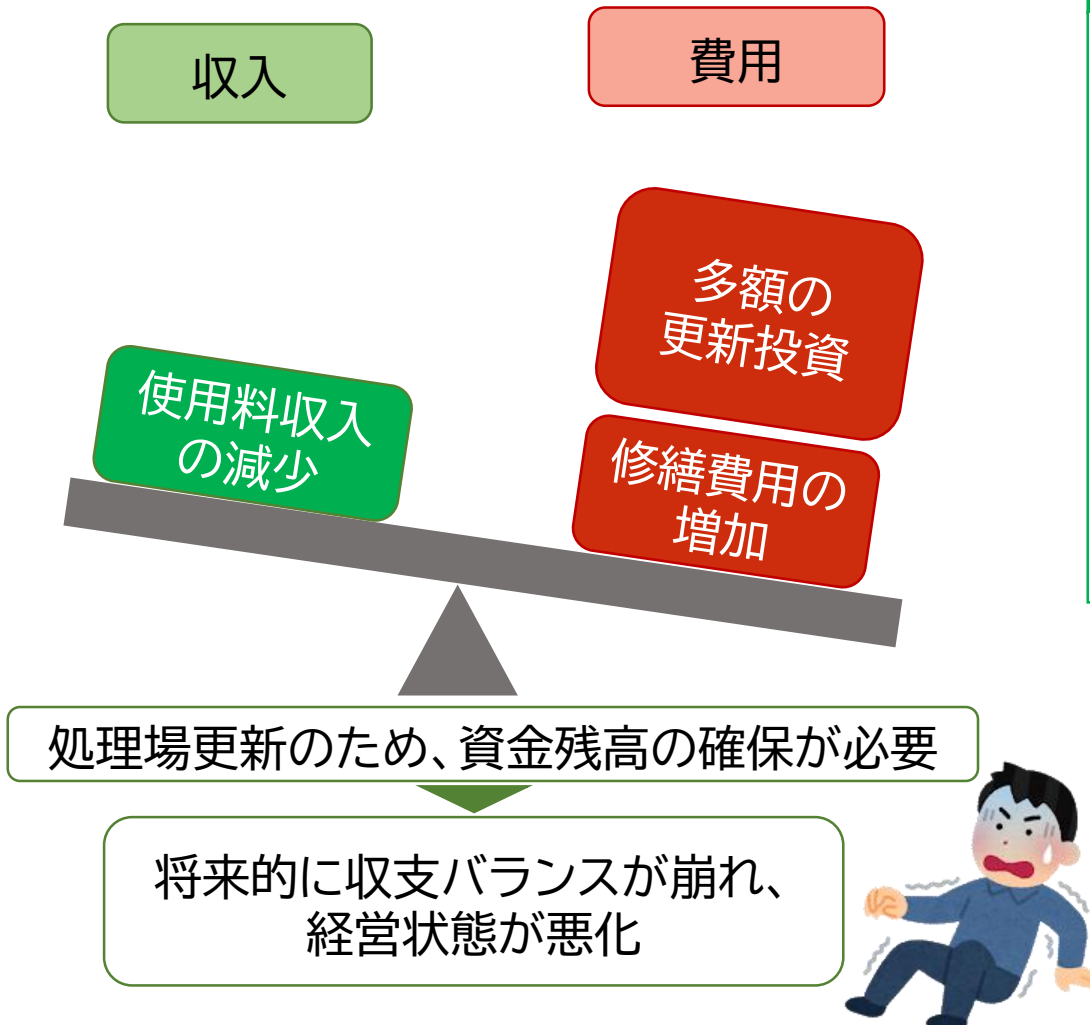 収入
費用
多額の
更新投資
使用料収入
の減少
修繕費用の
増加
処理場更新のため、資金残高の確保が必要
将来的に収支バランスが崩れ、
経営状態が悪化